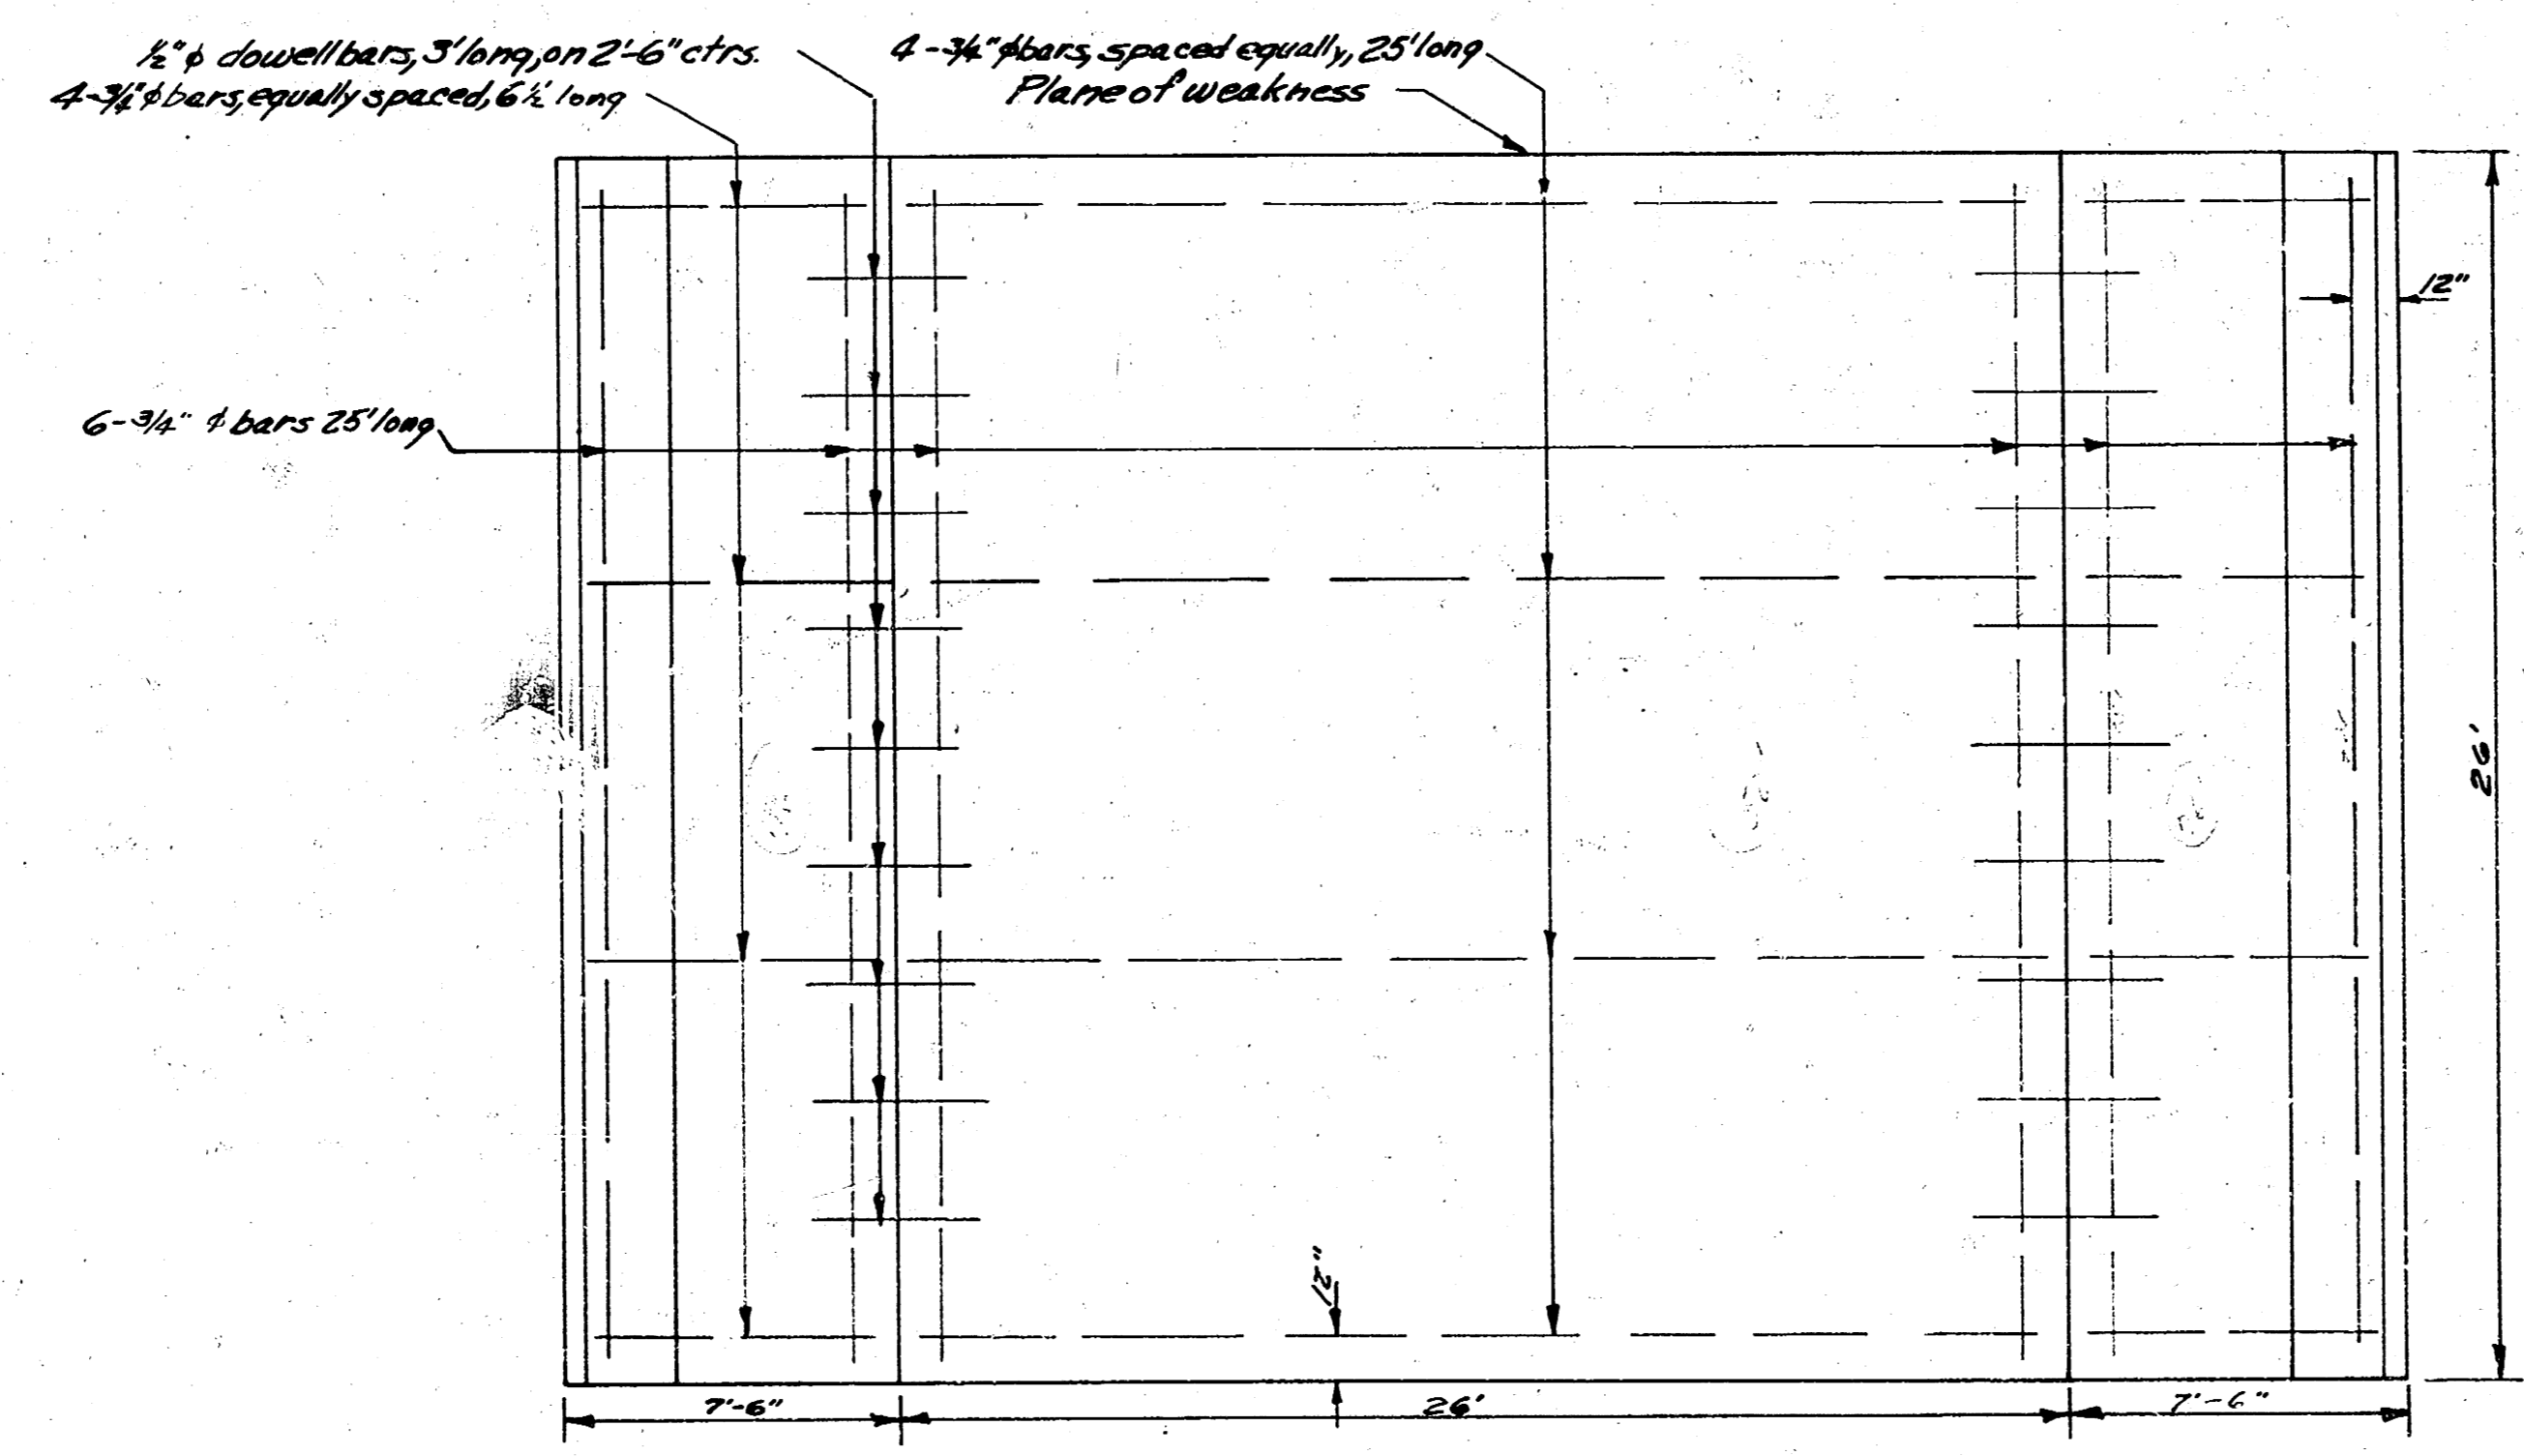 ½"ϕ dowell bars, 3' long, on 2'-6" ctrs.
4-¾"ϕ bars, equally spaced, 6½' long
4-¾"ϕ bars, spaced equally, 25' long
Plane of weakness
12"
6-3/4" ϕ bars 25' long
26'
12"
7'-6"
26'
7'-6"